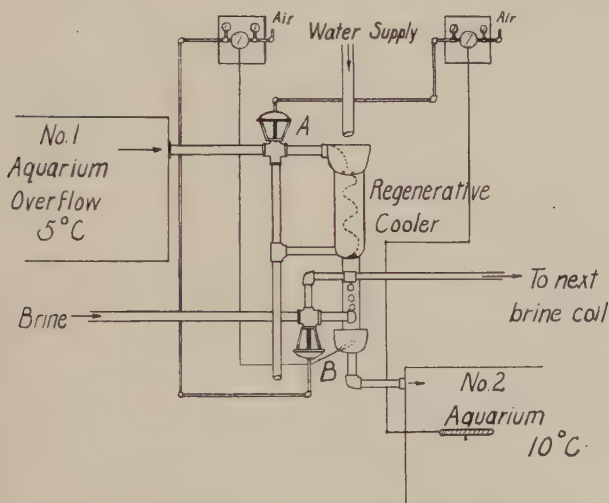 Air
Air
Water Supply
A
No.1
Aquarium
Overflow
5°C
Regenerative
Cooler
Brine
To next
brine coil
B
No.2
Aquarium
10°C.